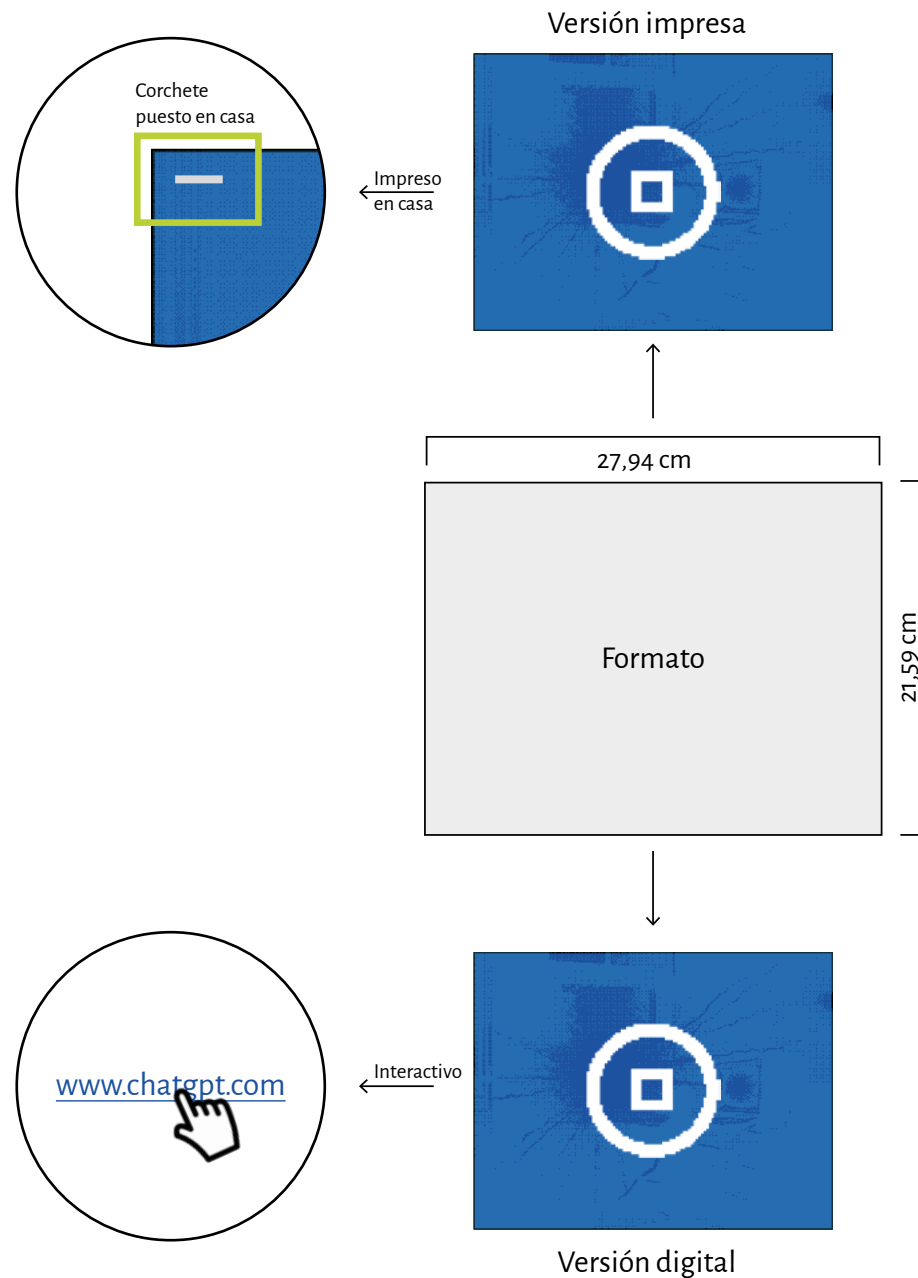 Versión impresa
Corchete
puesto en casa
Impreso
en casa
27,94 cm
Formato
21,59 cm
Interactivo
www.chatgpt.com
Versión digital